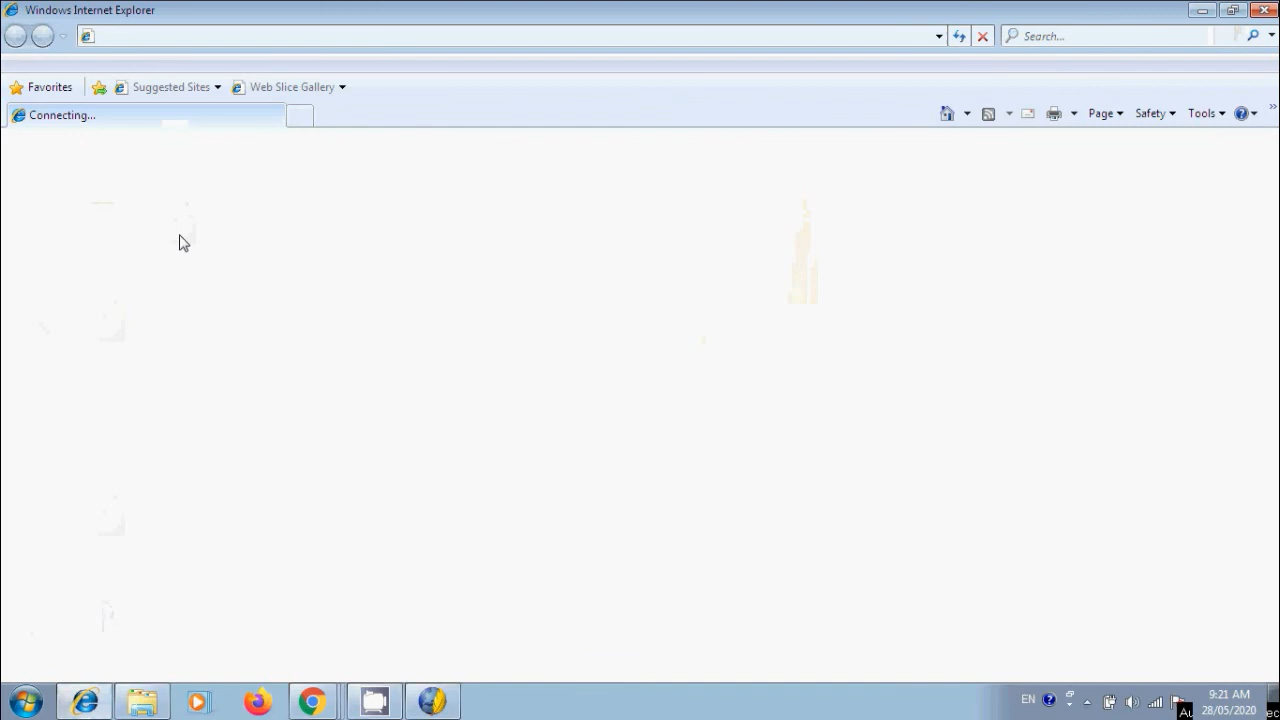 Windows Internet Explorer
Search...
Favorites
Suggested Sites
Web Slice Gallery
Connecting...
Page
Safety
Tools
EN
9:21 AM
28/05/2020